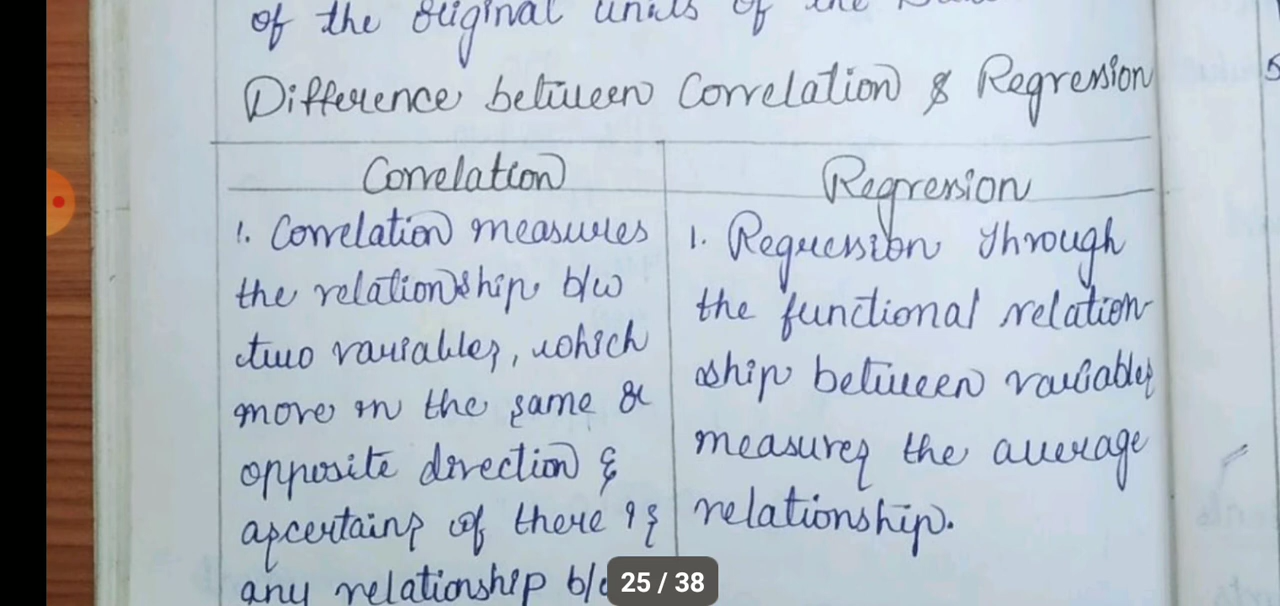 of the original units of the
Difference between Correlation & Regression
Correlation
1. Correlation measures
the relationship b/w
two variables, which
move in the same or
opposite direction &
ascertains of there is
any relationship b/w
Regression
1. Regression through
the functional relation-
ship between variables
measures the average
relationship.
25 / 38